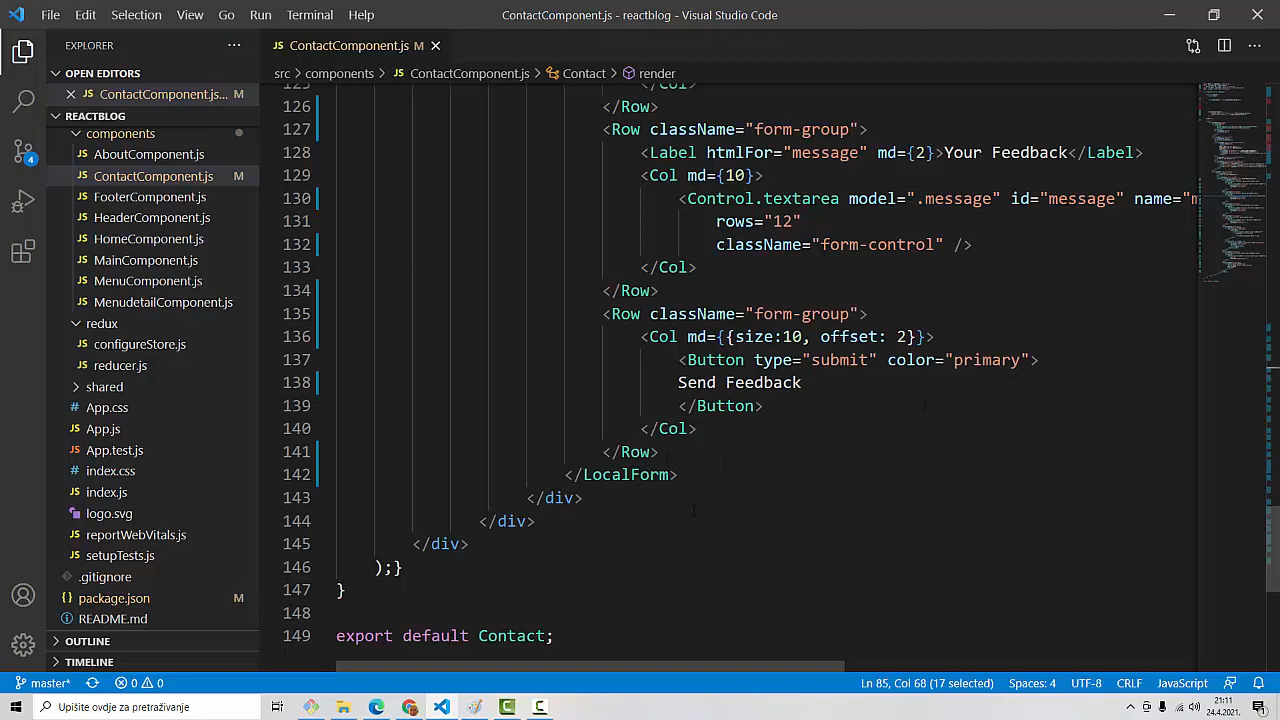 File Edit Selection View Go Run Terminal Help ContactComponent.js - reactblog - Visual Studio Code
EXPLORER
ContactComponent.js M
OPEN EDITORS
src > components > ContactComponent.js > Contact > render
ContactComponent.js... M
REACTBLOG
components
AboutComponent.js
ContactComponent.js M
FooterComponent.js
HeaderComponent.js
HomeComponent.js
MainComponent.js
MenuComponent.js
MenudetailComponent.js
redux
configureStore.js
reducer.js
shared
App.css
App.js
App.test.js
index.css
index.js
logo.svg
reportWebVitals.js
setupTests.js
.gitignore
package.json M
README.md
OUTLINE
TIMELINE
4
125 </Col>
126 </Row>
127 <Row className="form-group">
128 <Label htmlFor="message" md={2}>Your Feedback</Label>
129 <Col md={10}>
130 <Control.textarea model=".message" id="message" name="m
131 rows="12"
132 className="form-control" />
133 </Col>
134 </Row>
135 <Row className="form-group">
136 <Col md={{size:10, offset: 2}}>
137 <Button type="submit" color="primary">
138 Send Feedback
139 </Button>
140 </Col>
141 </Row>
142 </LocalForm>
143 </div>
144 </div>
145 </div>
146 );}
147 }
148
149 export default Contact;
master* 0 0 Ln 85, Col 68 (17 selected) Spaces: 4 UTF-8 CRLF JavaScript
Upišite ovdje za pretraživanje 21:11
24.4.2021.